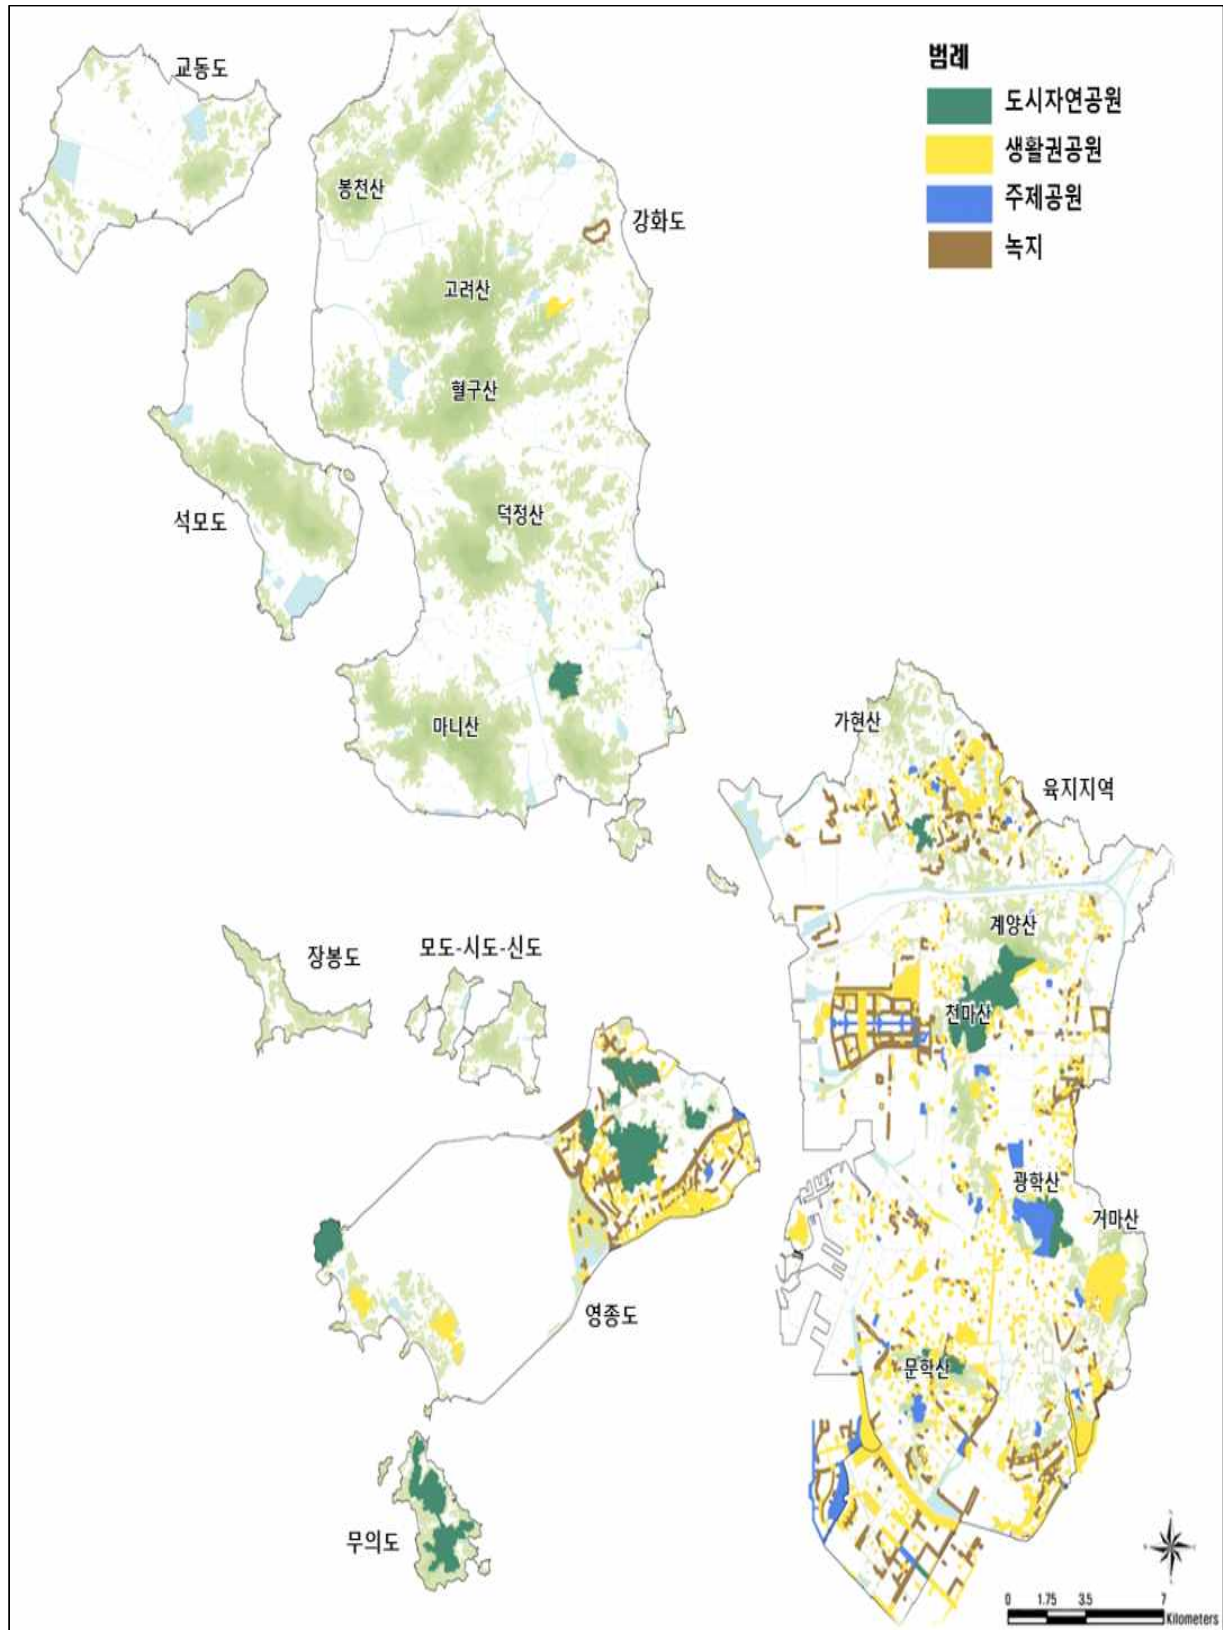 범례
도시자연공원
생활권공원
주제공원
녹지
교동도
봉천산
강화도
고려산
혈구산
석모도
덕정산
마니산
가현산
육지지역
계양산
장봉도
모도-시도-신도
천마산
광학산
거마산
영종도
문학산
무의도
0 1.75 3.5 7
Kilometers